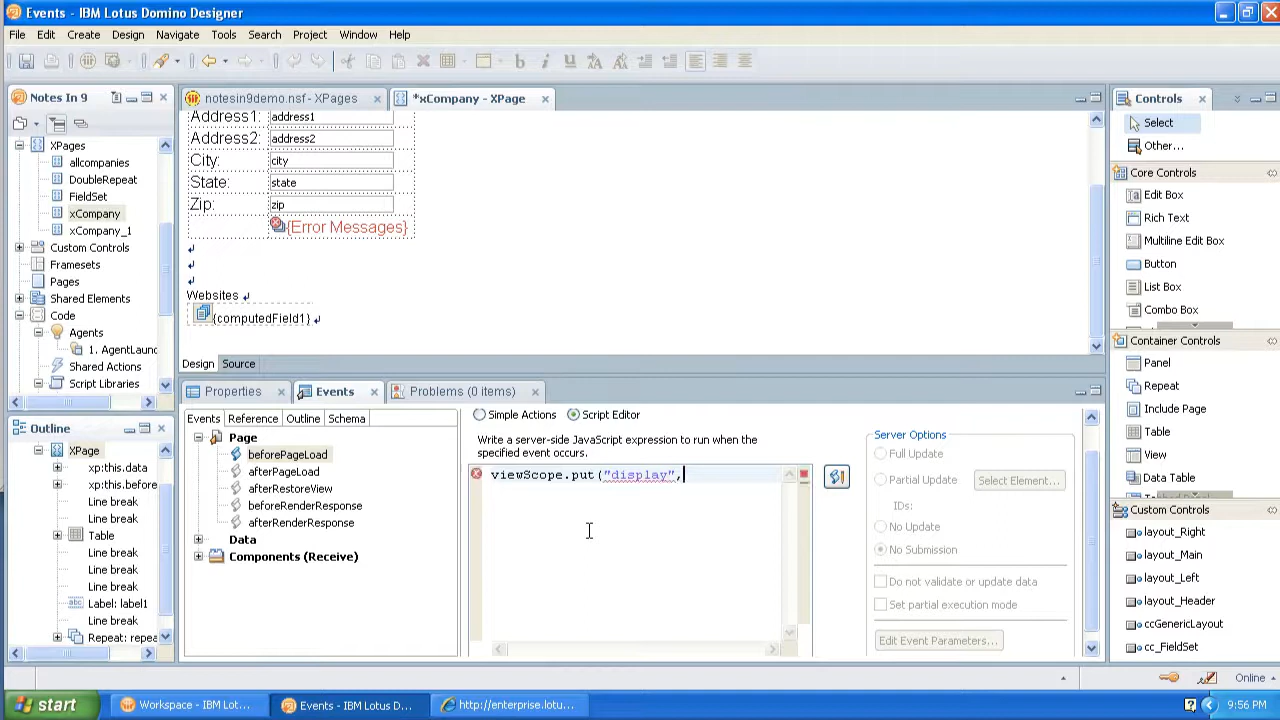 Events - IBM Lotus Domino Designer
File Edit Create Design Navigate Tools Search Project Window Help
b i u
Notes In 9
XPages
allcompanies
DoubleRepeat
FieldSet
xCompany
xCompany_1
Custom Controls
Framesets
Pages
Shared Elements
Code
Agents
1. AgentLaunc
Shared Actions
Script Libraries
Outline
XPage
xp:this.data
xp:this.before
Line break
Line break
Table
Line break
Line break
Line break
Label: label1
Line break
Repeat: repea
notesin9demo.nsf - XPages
*xCompany - XPage
Address1: address1
Address2: address2
City: city
State: state
Zip: zip
{Error Messages}
Websites
{computedField1}
Design Source
Properties Events Problems (0 items)
Events Reference Outline Schema
Page
beforePageLoad
afterPageLoad
afterRestoreView
beforeRenderResponse
afterRenderResponse
Data
Components (Receive)
Simple Actions Script Editor
Write a server-side JavaScript expression to run when the
specified event occurs.
viewScope.put("display",
Server Options
Full Update
Partial Update Select Element...
IDs:
No Update
No Submission
Do not validate or update data
Set partial execution mode
Edit Event Parameters...
Controls
Select
Other...
Core Controls
Edit Box
Rich Text
Multiline Edit Box
Button
List Box
Combo Box
Container Controls
Panel
Repeat
Include Page
Table
View
Data Table
Custom Controls
layout_Right
layout_Main
layout_Left
layout_Header
ccGenericLayout
cc_FieldSet
Online
start
Workspace - IBM Lot...
Events - IBM Lotus D...
http://enterprise.lotu...
9:56 PM